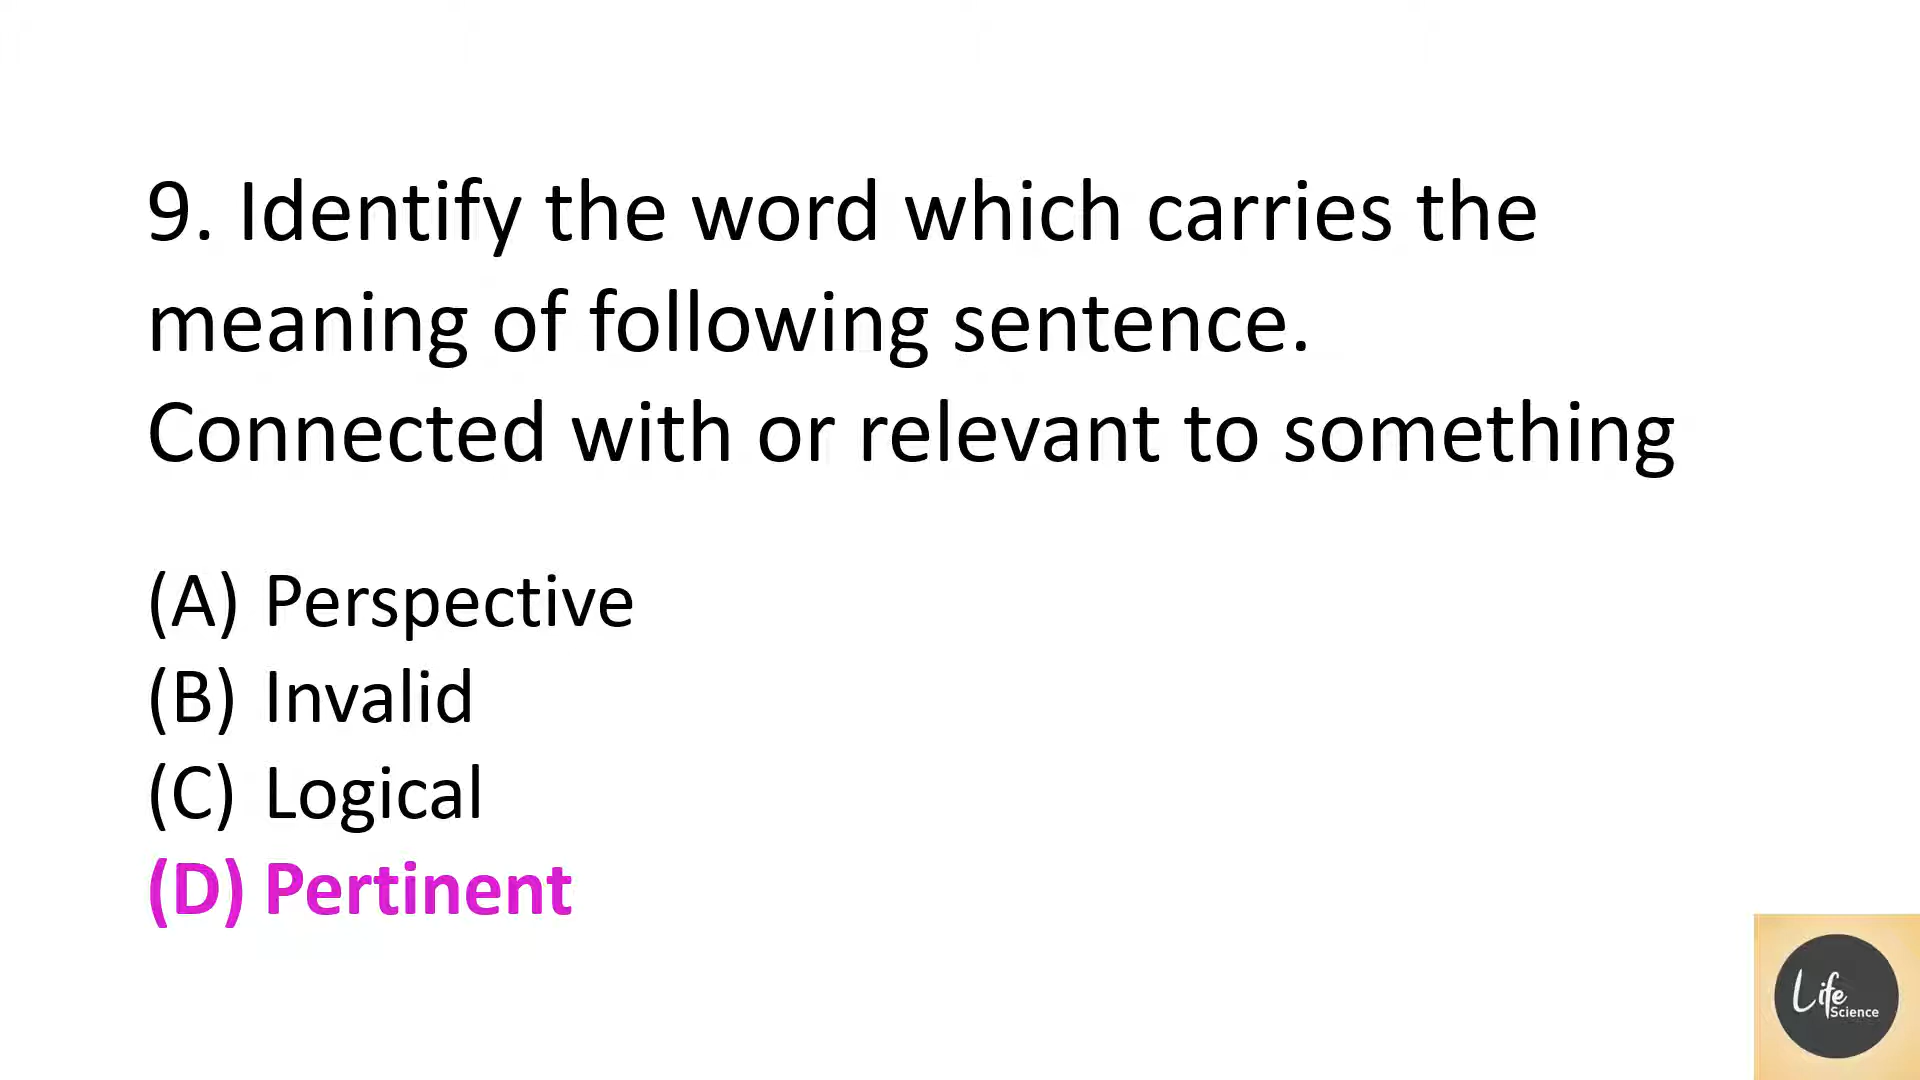 9. Identify the word which carries the
meaning of following sentence.
Connected with or relevant to something
(A) Perspective
(B) Invalid
(C) Logical
(D) Pertinent
Life
Science